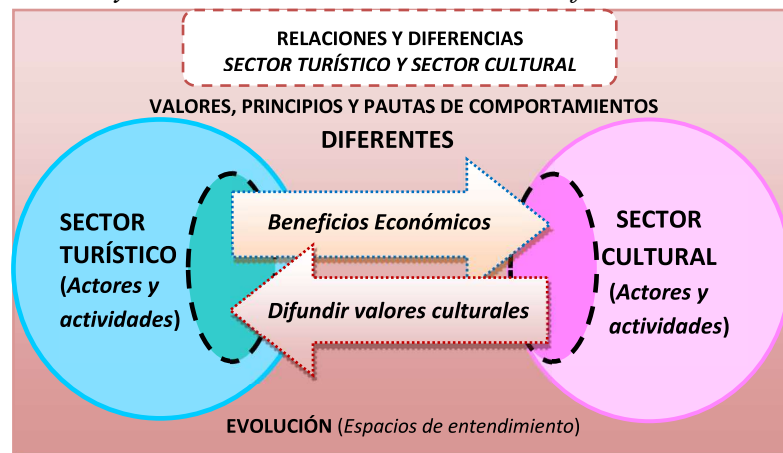 RELACIONES Y DIFERENCIAS
SECTOR TURÍSTICO Y SECTOR CULTURAL
VALORES, PRINCIPIOS Y PAUTAS DE COMPORTAMIENTOS
DIFERENTES
SECTOR
TURÍSTICO
(Actores y
actividades)
Beneficios Económicos
Difundir valores culturales
SECTOR
CULTURAL
(Actores y
actividades)
EVOLUCIÓN (Espacios de entendimiento)